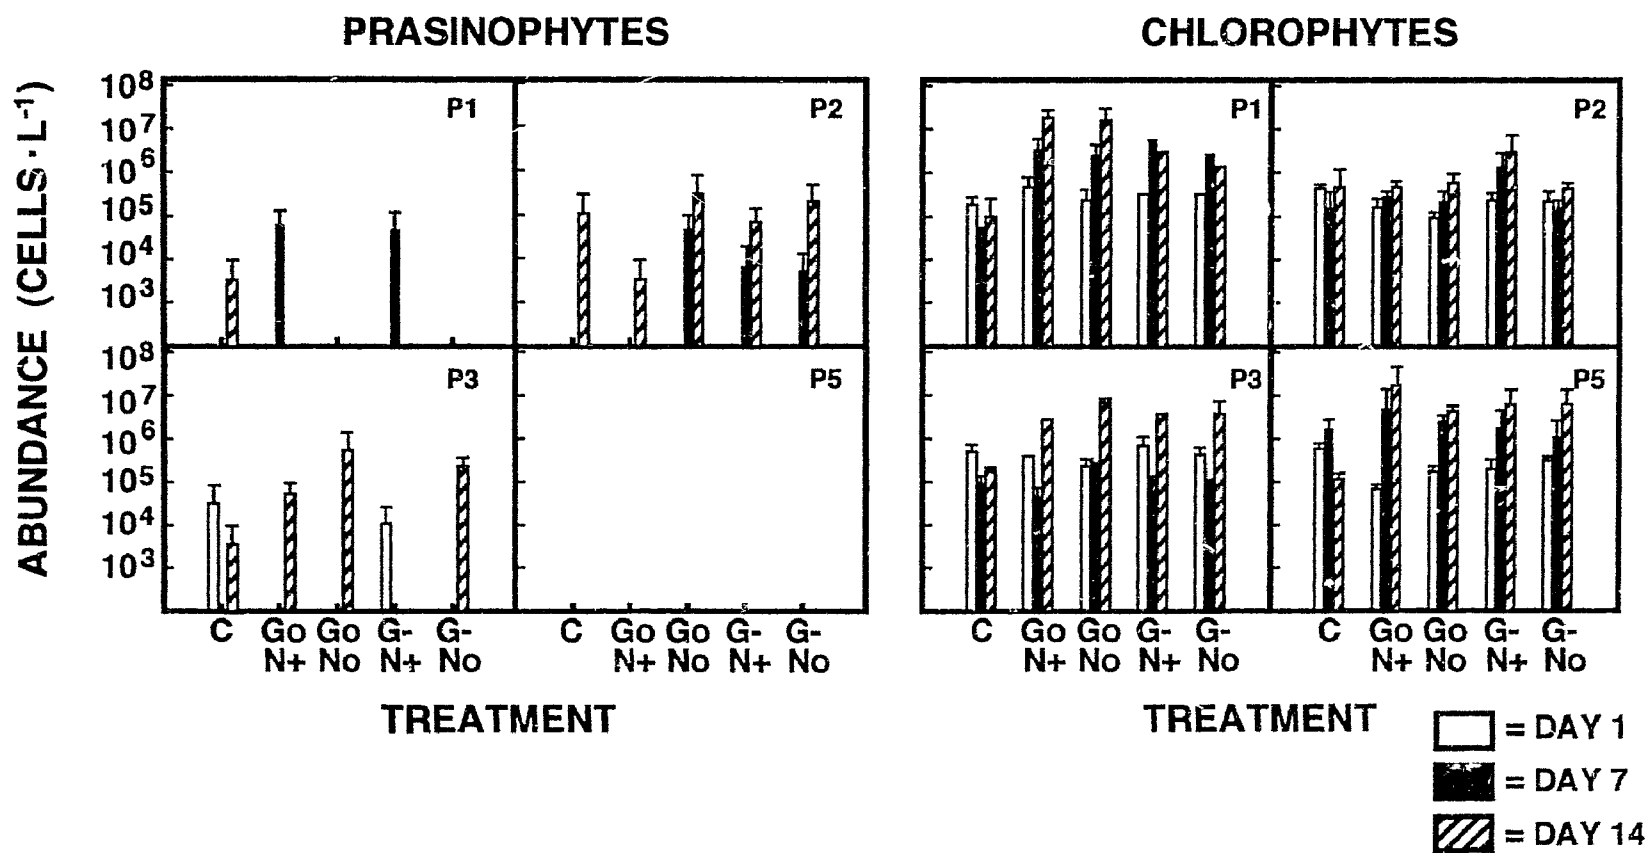 PRASINOPHYTES
CHLOROPHYTES
ABUNDANCE (CELLS·L⁻¹)
10⁸
10⁷
10⁶
10⁵
10⁴
10³
P1
P2
P1
P2
10⁸
10⁷
10⁶
10⁵
10⁴
10³
P3
P5
P3
P5
C Go Go G- G- C Go Go G- G- C Go Go G- G- C Go Go G- G-
N+ No N+ No N+ No N+ No N+ No N+ No N+ No N+ No
TREATMENT
TREATMENT
= DAY 1
= DAY 7
= DAY 14